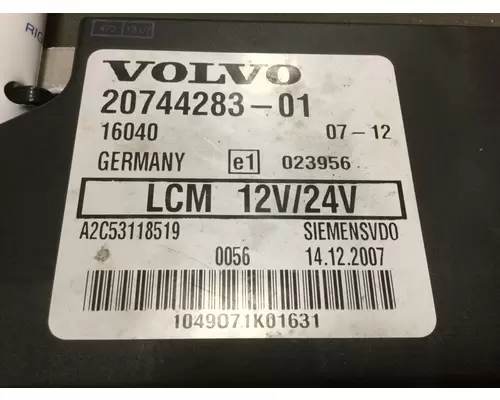 VOLVO
20744283-01
16040 07-12
GERMANY e1 023956
LCM 12V/24V
A2C53118519 SIEMENSVDO
0056 14.12.2007
1049071K01631